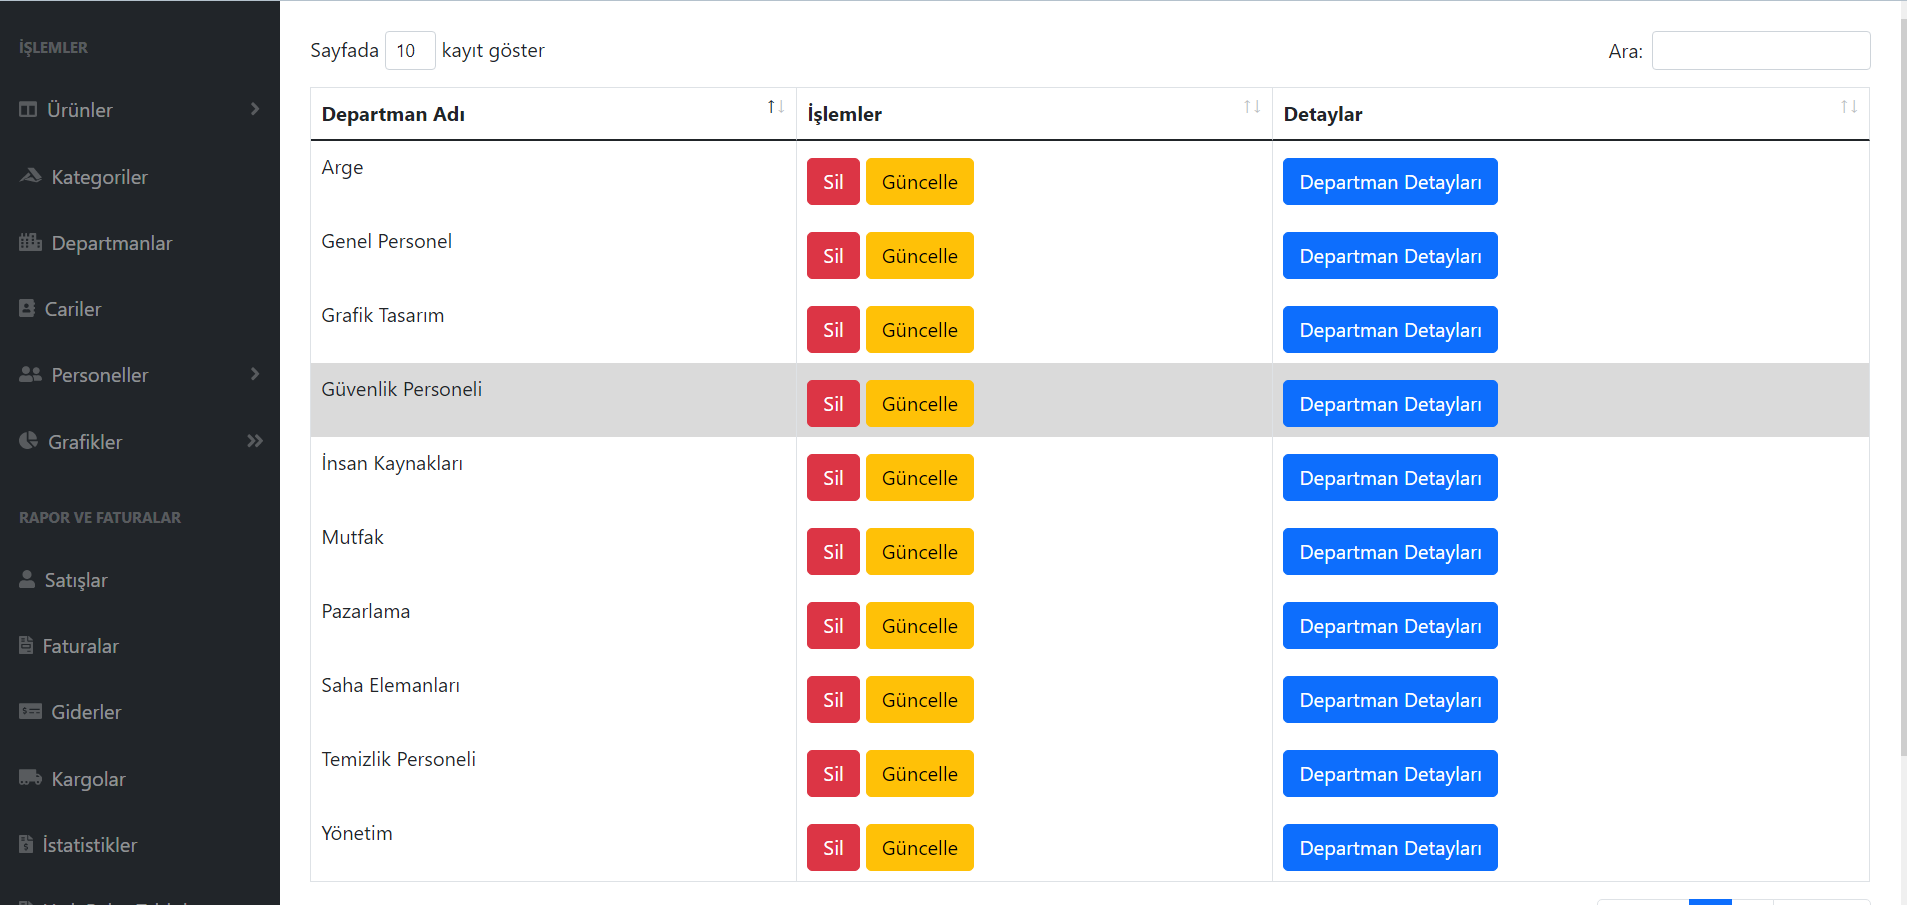 İŞLEMLER
Ürünler
Kategoriler
Departmanlar
Cariler
Personeller
Grafikler
RAPOR VE FATURALAR
Satışlar
Faturalar
Giderler
Kargolar
İstatistikler
Sayfada 10 kayıt göster
Ara:
Departman Adı İşlemler Detaylar
Arge Sil Güncelle Departman Detayları
Genel Personel Sil Güncelle Departman Detayları
Grafik Tasarım Sil Güncelle Departman Detayları
Güvenlik Personeli Sil Güncelle Departman Detayları
İnsan Kaynakları Sil Güncelle Departman Detayları
Mutfak Sil Güncelle Departman Detayları
Pazarlama Sil Güncelle Departman Detayları
Saha Elemanları Sil Güncelle Departman Detayları
Temizlik Personeli Sil Güncelle Departman Detayları
Yönetim Sil Güncelle Departman Detayları